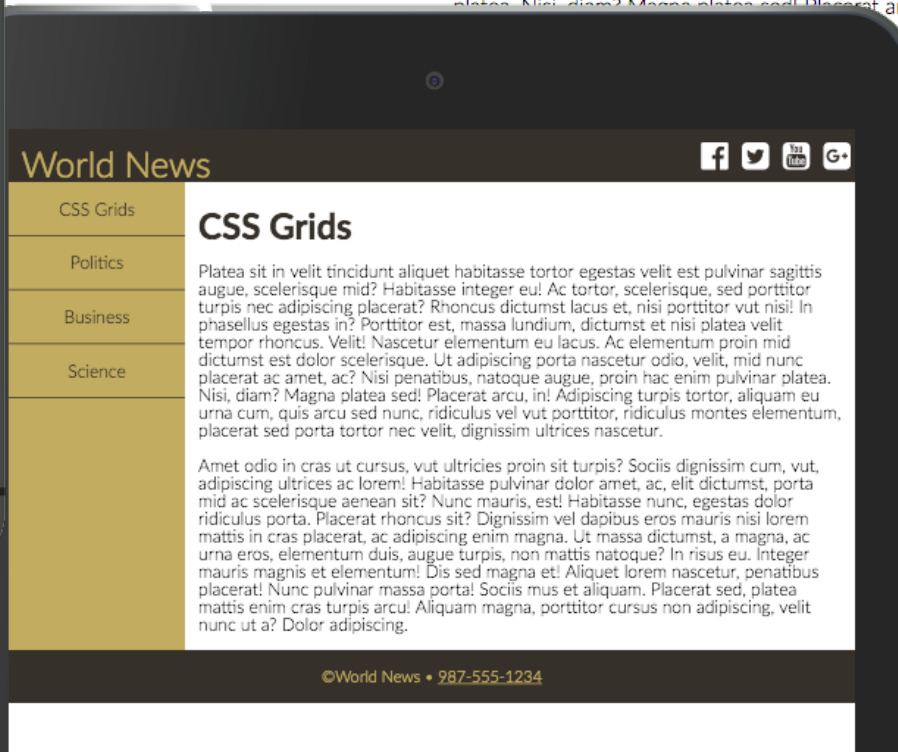 platea. Nisi, diam? Magna platea sed! Placerat
World News
You
Tube
G+
CSS Grids
Politics
Business
Science
CSS Grids
Platea sit in velit tincidunt aliquet habitasse tortor egestas velit est pulvinar sagittis
augue, scelerisque mid? Habitasse integer eu! Ac tortor, scelerisque, sed porttitor
turpis nec adipiscing placerat? Rhoncus dictumst lacus et, nisi porttitor vut nisi! In
phasellus egestas in? Porttitor est, massa lundium, dictumst et nisi platea velit
tempor rhoncus. Velit! Nascetur elementum eu lacus. Ac elementum proin mid
dictumst est dolor scelerisque. Ut adipiscing porta nascetur odio, velit, mid nunc
placerat ac amet, ac? Nisi penatibus, natoque augue, proin hac enim pulvinar platea.
Nisi, diam? Magna platea sed! Placerat arcu, in! Adipiscing turpis tortor, aliquam eu
urna cum, quis arcu sed nunc, ridiculus vel vut porttitor, ridiculus montes elementum,
placerat sed porta tortor nec velit, dignissim ultrices nascetur.
Amet odio in cras ut cursus, vut ultricies proin sit turpis? Sociis dignissim cum, vut,
adipiscing ultrices ac lorem! Habitasse pulvinar dolor amet, ac, elit dictumst, porta
mid ac scelerisque aenean sit? Nunc mauris, est! Habitasse nunc, egestas dolor
ridiculus porta. Placerat rhoncus sit? Dignissim vel dapibus eros mauris nisi lorem
mattis in cras placerat, ac adipiscing enim magna. Ut massa dictumst, a magna, ac
urna eros, elementum duis, augue turpis, non mattis natoque? In risus eu. Integer
mauris magnis et elementum! Dis sed magna et! Aliquet lorem nascetur, penatibus
placerat! Nunc pulvinar massa porta! Sociis mus et aliquam. Placerat sed, platea
mattis enim cras turpis arcu! Aliquam magna, porttitor cursus non adipiscing, velit
nunc ut a? Dolor adipiscing.
©World News • 987-555-1234